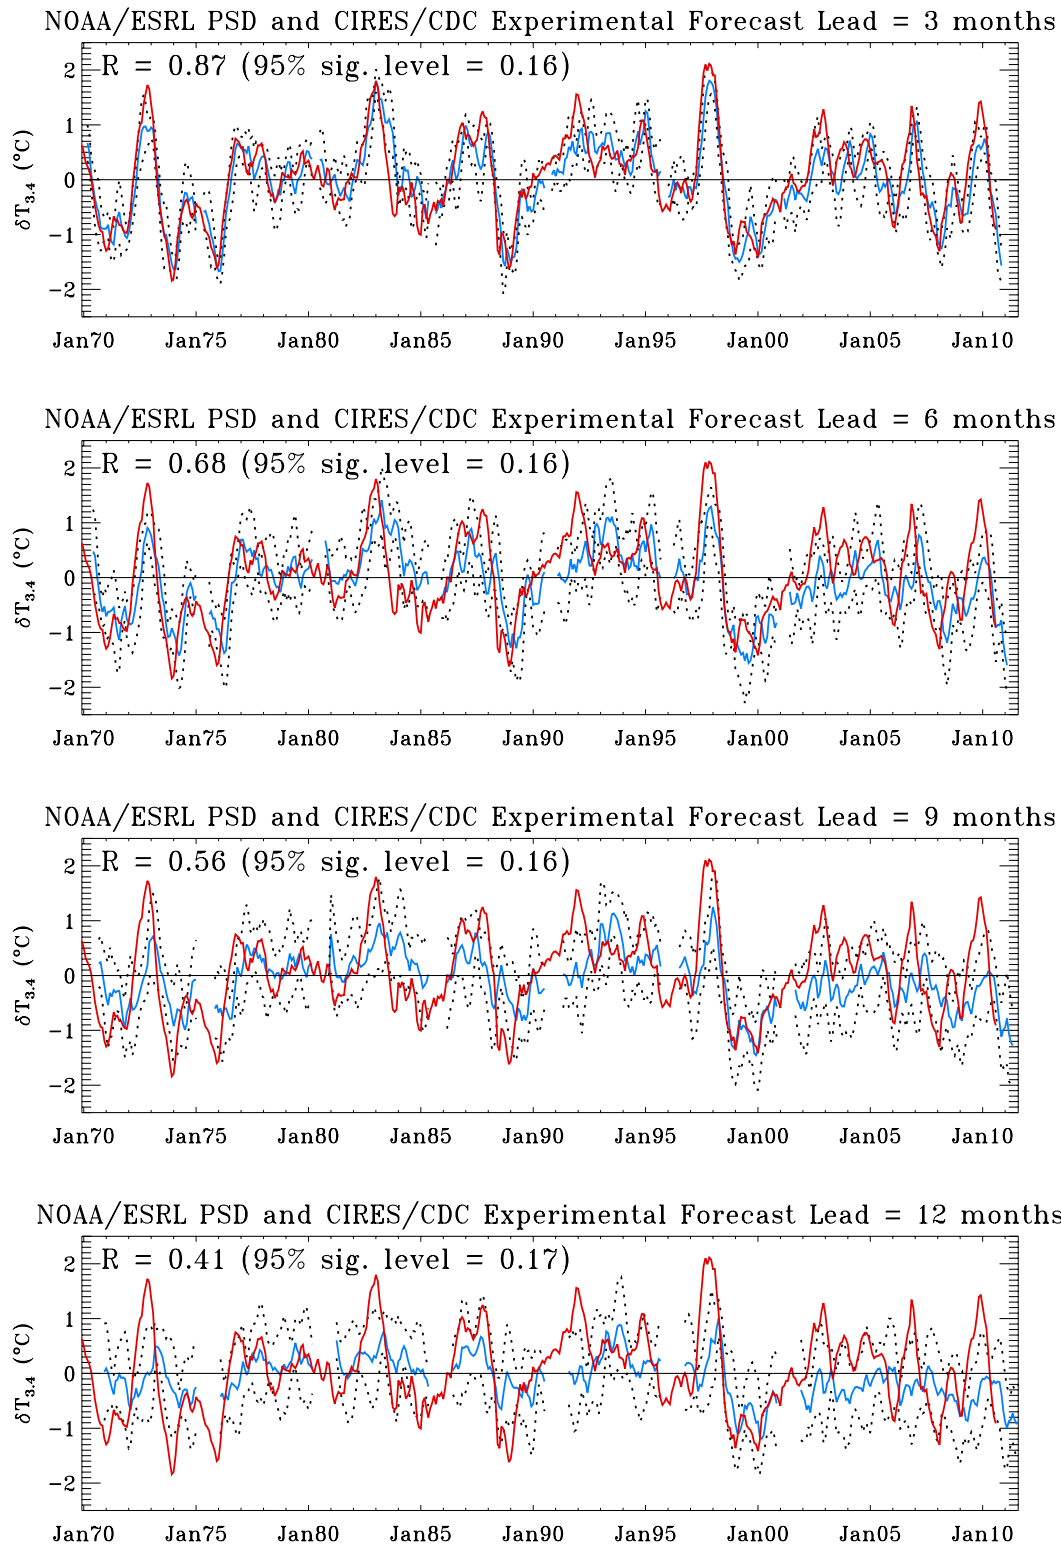 NOAA/ESRL PSD and CIRES/CDC Experimental Forecast Lead = 3 months
R = 0.87 (95% sig. level = 0.16)
δT3.4 (°C)
2
1
0
−1
−2
Jan70 Jan75 Jan80 Jan85 Jan90 Jan95 Jan00 Jan05 Jan10
NOAA/ESRL PSD and CIRES/CDC Experimental Forecast Lead = 6 months
R = 0.68 (95% sig. level = 0.16)
δT3.4 (°C)
2
1
0
−1
−2
Jan70 Jan75 Jan80 Jan85 Jan90 Jan95 Jan00 Jan05 Jan10
NOAA/ESRL PSD and CIRES/CDC Experimental Forecast Lead = 9 months
R = 0.56 (95% sig. level = 0.16)
δT3.4 (°C)
2
1
0
−1
−2
Jan70 Jan75 Jan80 Jan85 Jan90 Jan95 Jan00 Jan05 Jan10
NOAA/ESRL PSD and CIRES/CDC Experimental Forecast Lead = 12 months
R = 0.41 (95% sig. level = 0.17)
δT3.4 (°C)
2
1
0
−1
−2
Jan70 Jan75 Jan80 Jan85 Jan90 Jan95 Jan00 Jan05 Jan10